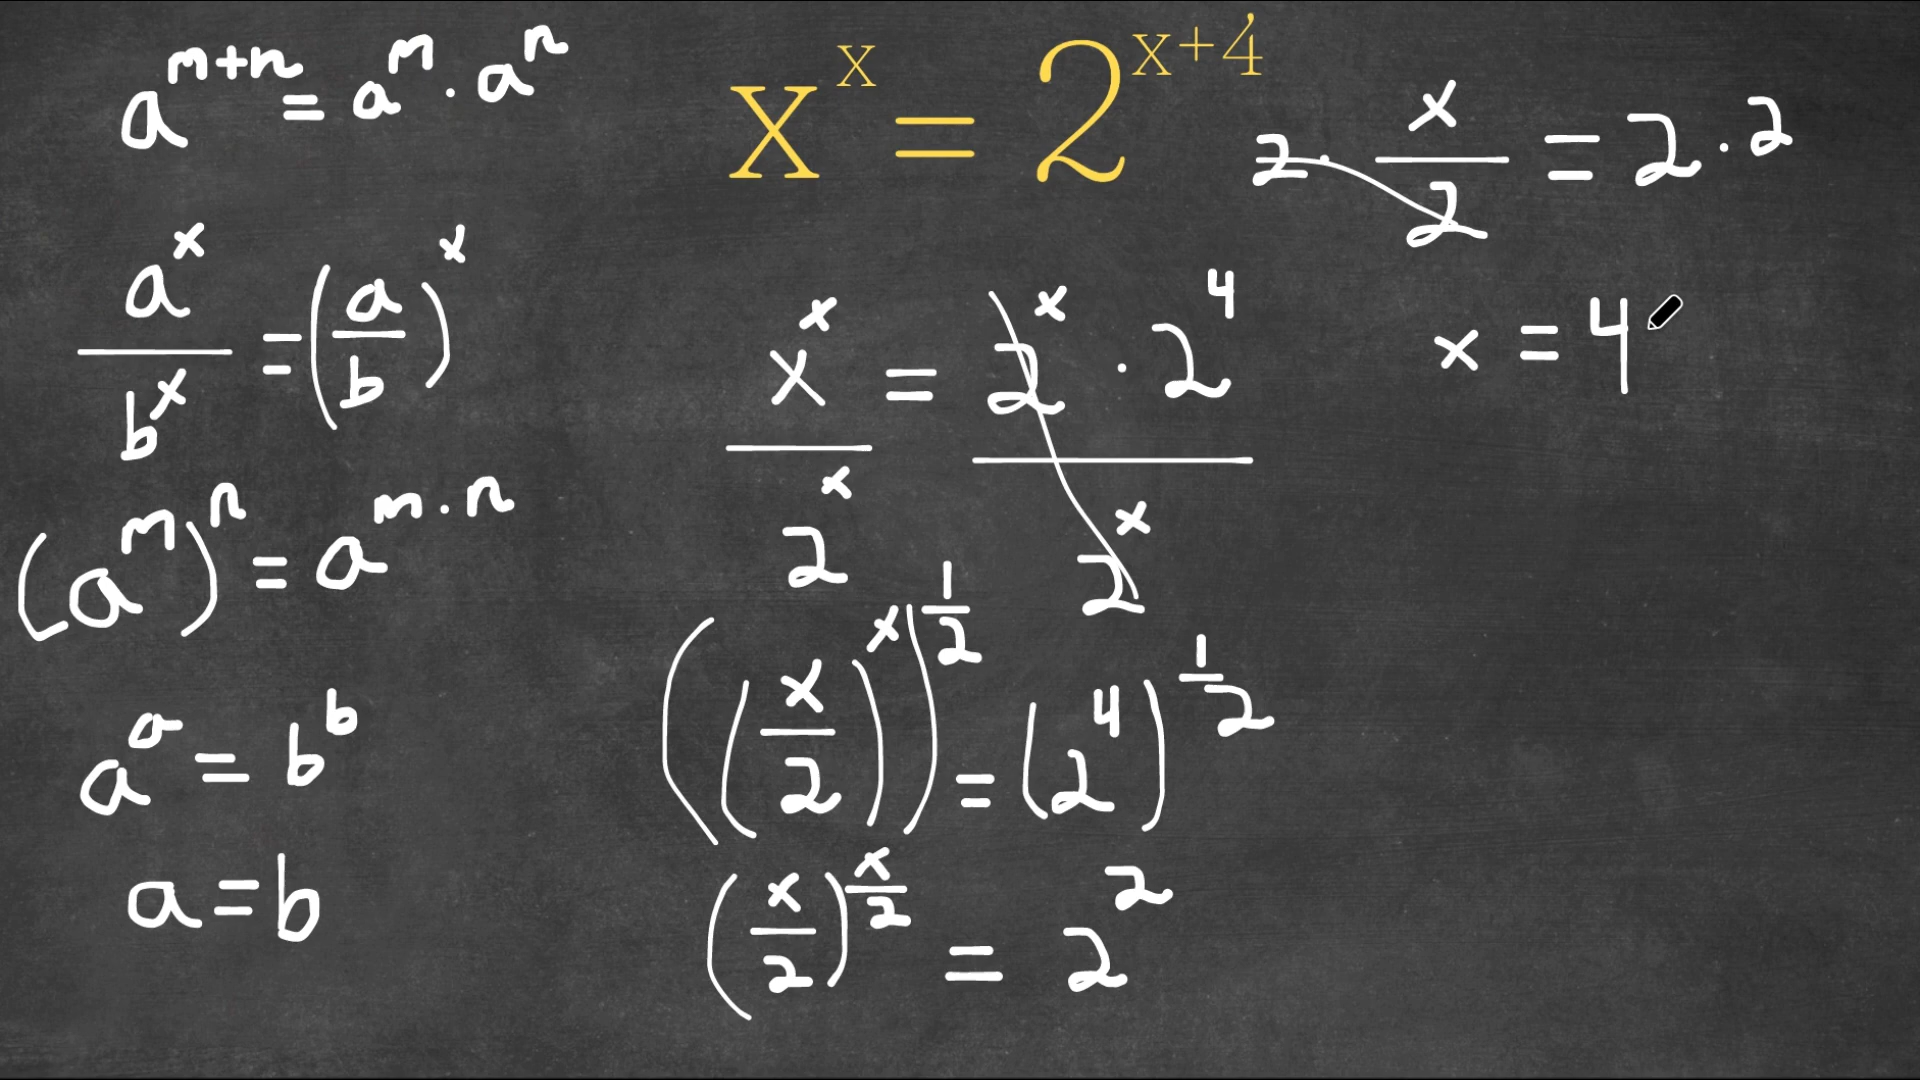 a^{m+n} = a^m · a^n
a^x / b^x = (a/b)^x
(a^m)^n = a^{m·n}
a^a = b^b
a = b
x^x = 2^{x+4}
x^x / 2^x = 2^x · 2^4 / 2^x
((x/2)^x)^{1/2} = (2^4)^{1/2}
(x/2)^{x/2} = 2^2
2 · x/2 = 2 · 2
x = 4